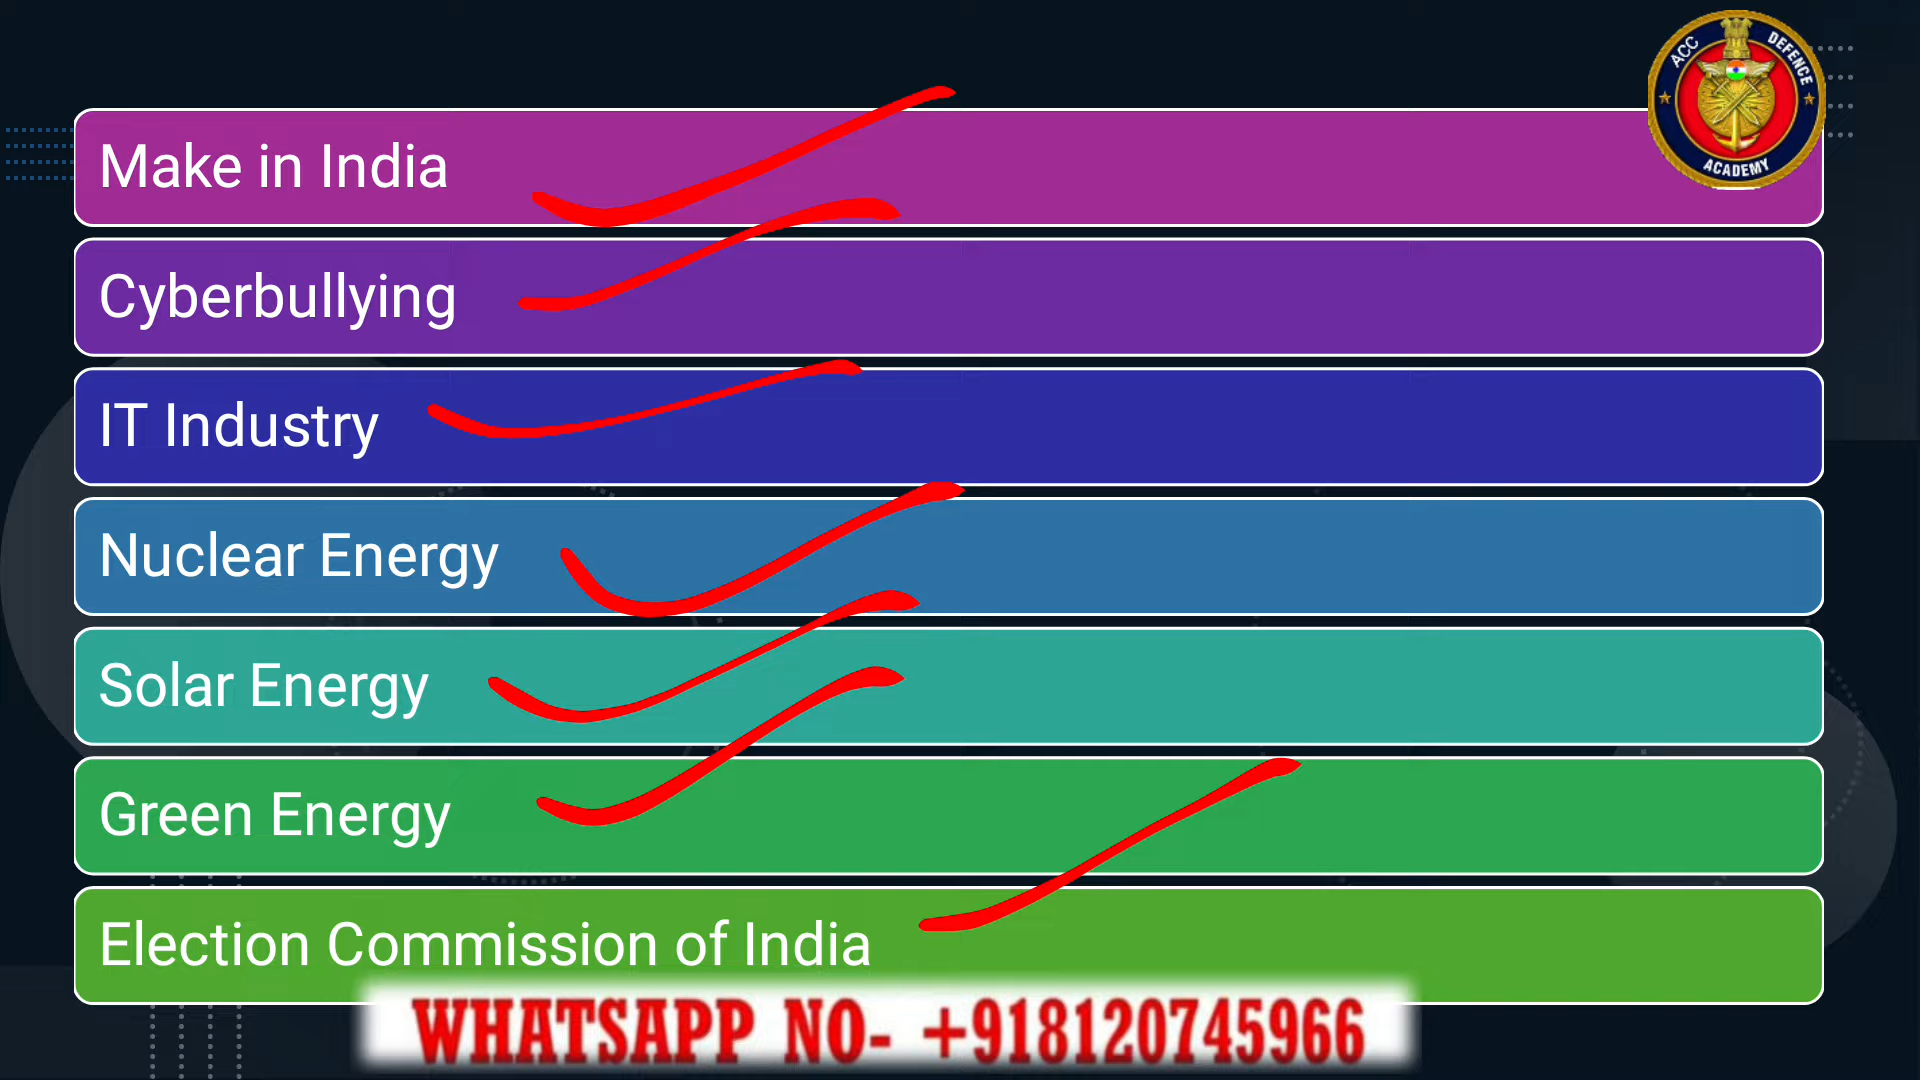 ACC DEFENCE ACADEMY
Make in India
Cyberbullying
IT Industry
Nuclear Energy
Solar Energy
Green Energy
Election Commission of India
WHATSAPP NO- +918120745966